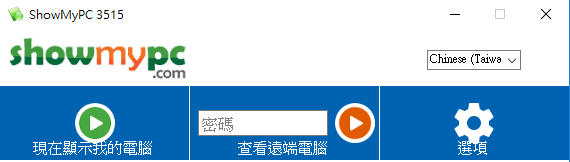 ShowMyPC 3515
showmypc
.com
Chinese (Taiwa
現在顯示我的電腦
密碼
查看遠端電腦
選項